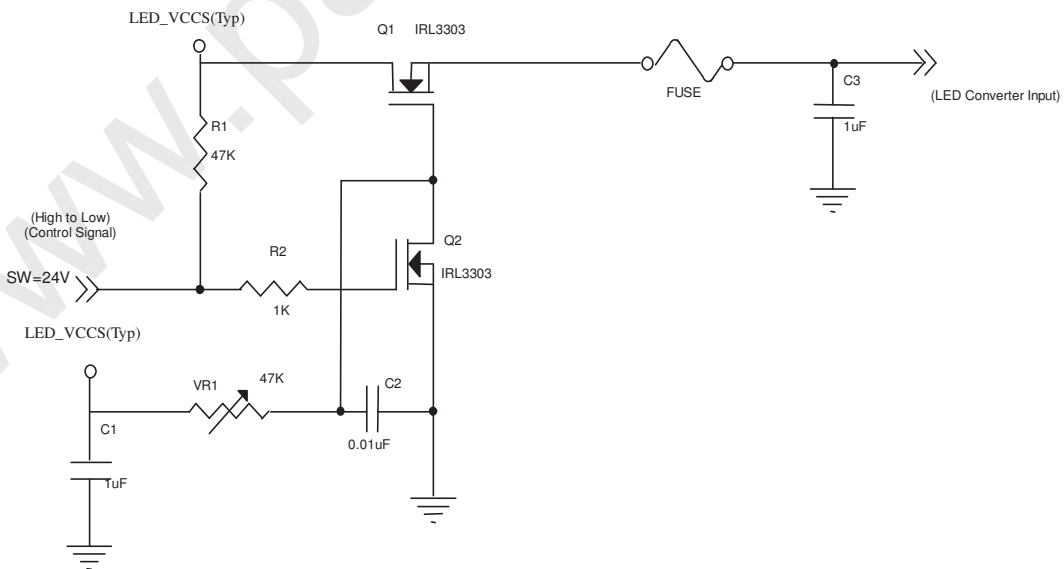 LED_VCCS(Typ)
Q1 IRL3303
FUSE
C3
(LED Converter Input)
1uF
R1
47K
(High to Low)
(Control Signal)
SW=24V
R2
1K
Q2
IRL3303
LED_VCCS(Typ)
VR1
47K
C2
0.01uF
C1
1uF